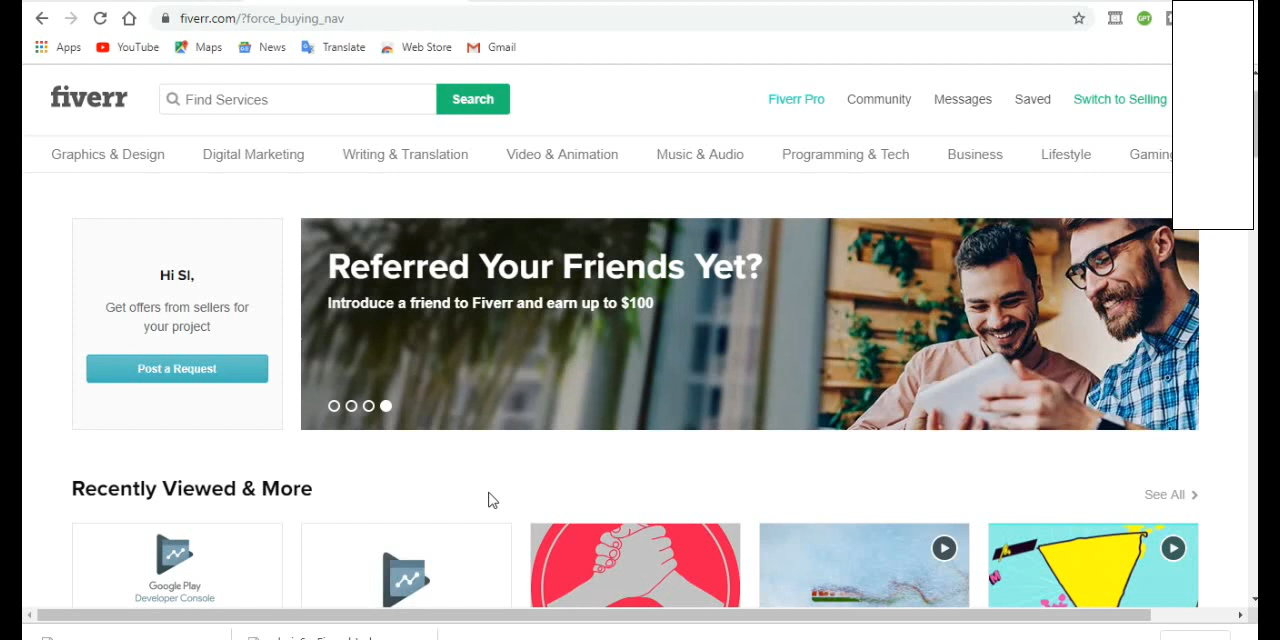 fiverr.com/?force_buying_nav
Apps YouTube Maps News Translate Web Store Gmail
fiverr Find Services Search Fiverr Pro Community Messages Saved Switch to Selling
Graphics & Design Digital Marketing Writing & Translation Video & Animation Music & Audio Programming & Tech Business Lifestyle Gaming
Hi SI,
Get offers from sellers for
your project
Post a Request
Referred Your Friends Yet?
Introduce a friend to Fiverr and earn up to $100
Recently Viewed & More
See All
Google Play
Developer Console